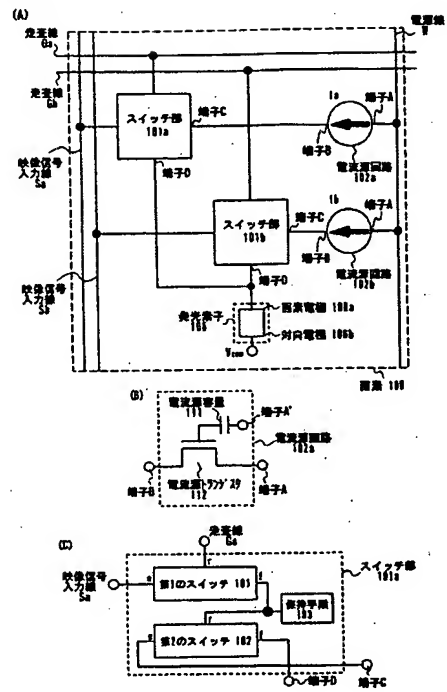 (A)
走査線
Ga
走査線
Gb
電源線
W
スイッチ部
101a
端子C
端子D
Ia
端子A
端子B
電流源回路
102a
映像信号
入力線
Sa
スイッチ部
101b
端子C
端子D
Ib
端子A
端子B
電流源回路
102b
映像信号
入力線
発光素子
106
画素電極 106a
対向電極 106b
Vcom
画素 100
(B)
電流源容量
111
端子A'
電流源回路
102a
端子B
電流源トランジスタ
112
端子A
(C)
走査線
Ga
映像信号
入力線
Sa
第1のスイッチ 181
第2のスイッチ 182
保持手段
183
スイッチ部
101a
端子D
端子C